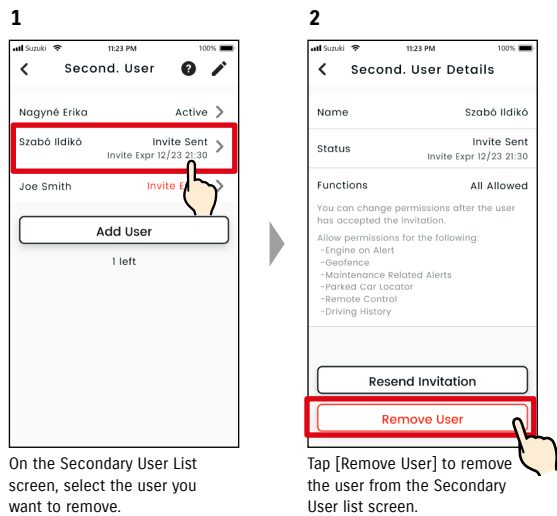 1
Suzuki 11:23 PM 100%
Second. User ?
Nagyné Erika Active
Szabó Ildikó Invite Sent
Invite Expr 12/23 21:30
Joe Smith Invite
Add User
1 left
On the Secondary User List
screen, select the user you
want to remove.
2
Suzuki 11:23 PM 100%
Second. User Details
Name Szabó Ildikó
Status Invite Sent
Invite Expr 12/23 21:30
Functions All Allowed
You can change permissions after the user
has accepted the invitation.
Allow permissions for the following:
-Engine on Alert
-Geofence
-Maintenance Related Alerts
-Parked Car Locator
-Remote Control
-Driving History
Resend Invitation
Remove User
Tap [Remove User] to remove
the user from the Secondary
User list screen.